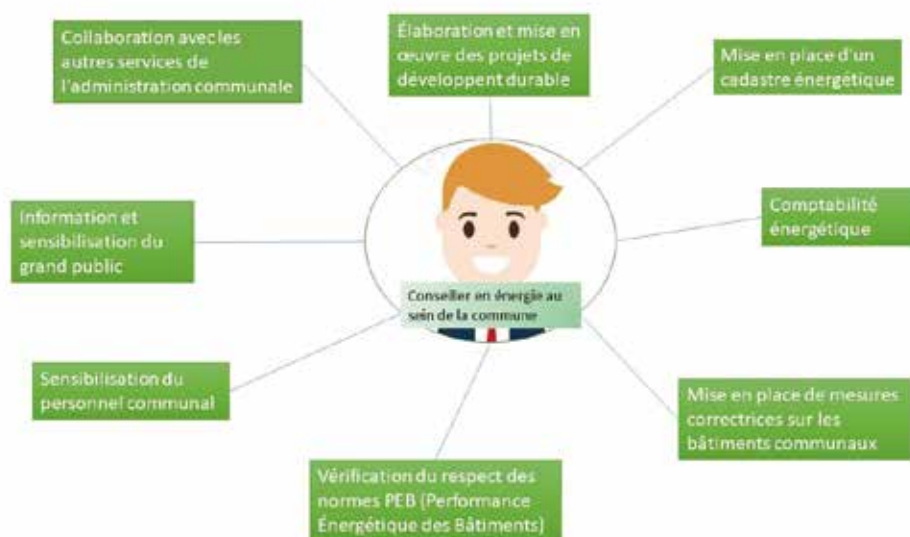 Collaboration avec les
autres services de
l'administration communale
Élaboration et mise en
œuvre des projets de
développent durable
Mise en place d'un
cadastre énergétique
Information et
sensibilisation du
grand public
Comptabilité
énergétique
Conseiller en énergie au
sein de la commune
Sensibilisation du
personnel communal
Mise en place de mesures
correctrices sur les
bâtiments communaux
Vérification du respect des
normes PEB (Performance
Énergétique des Bâtiments)